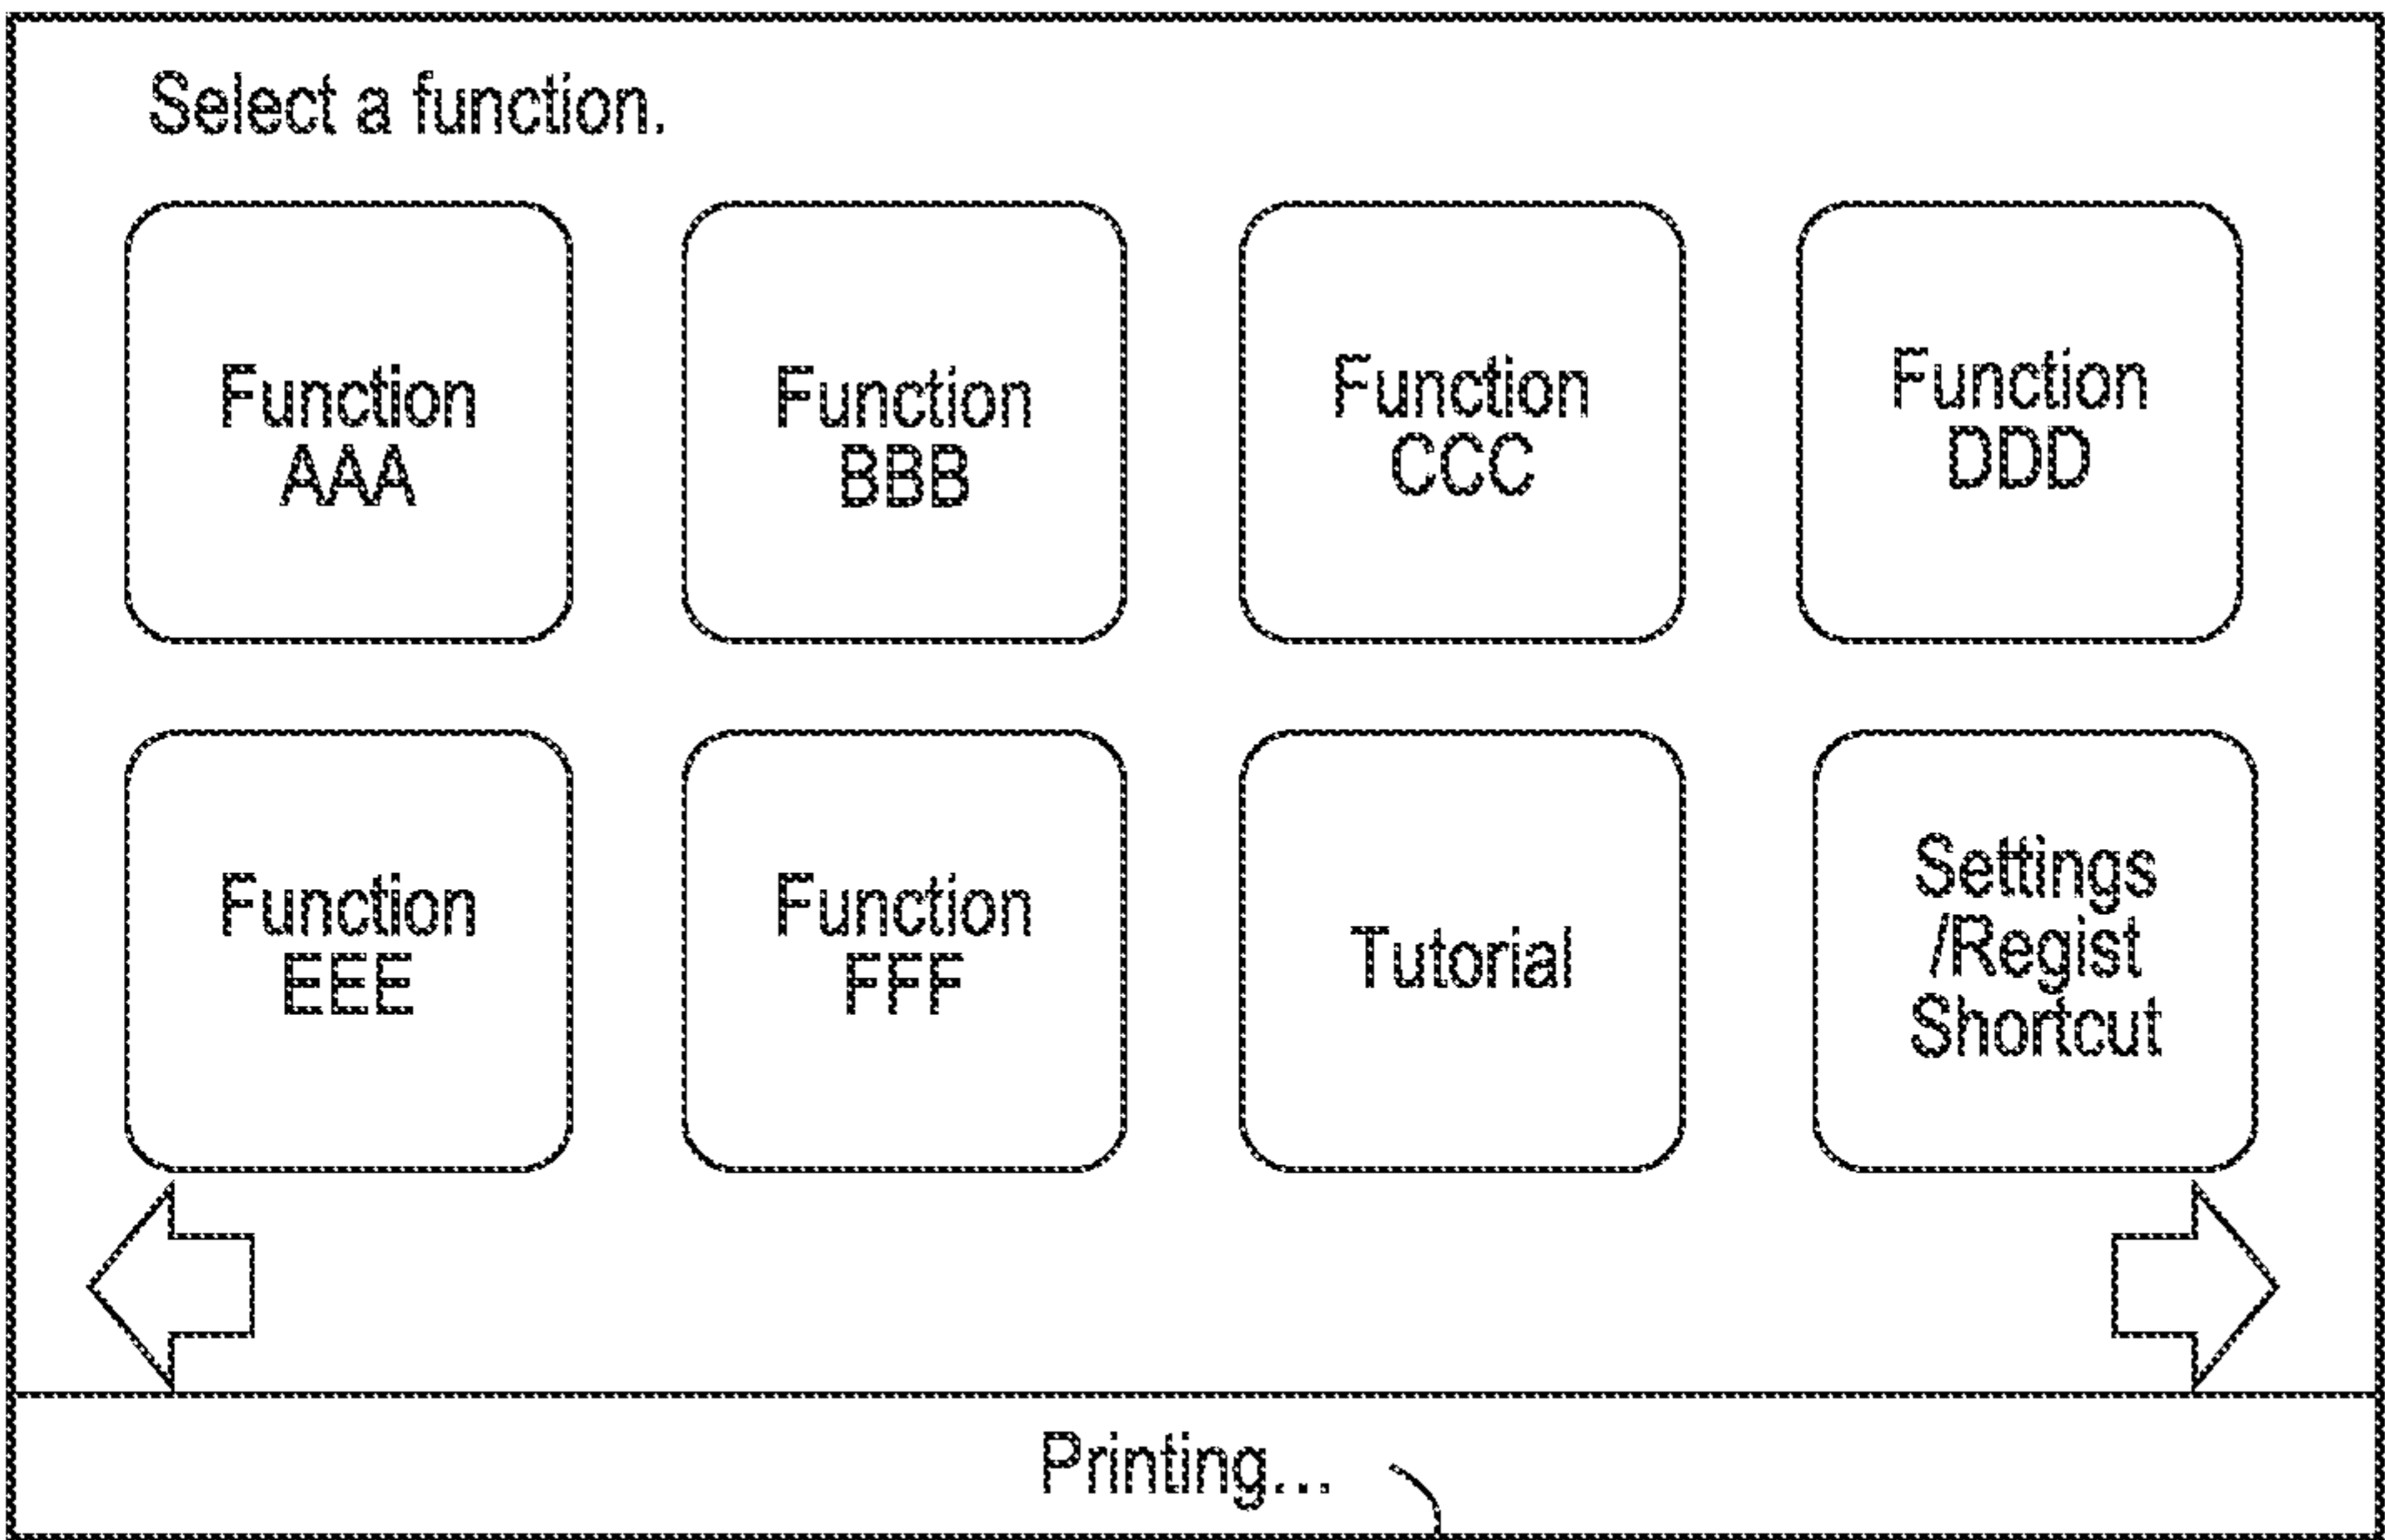 Select a function.
Function
AAA
Function
BBB
Function
CCC
Function
DDD
Function
EEE
Function
FFF
Tutorial
Settings
/Regist
Shortcut
Printing...